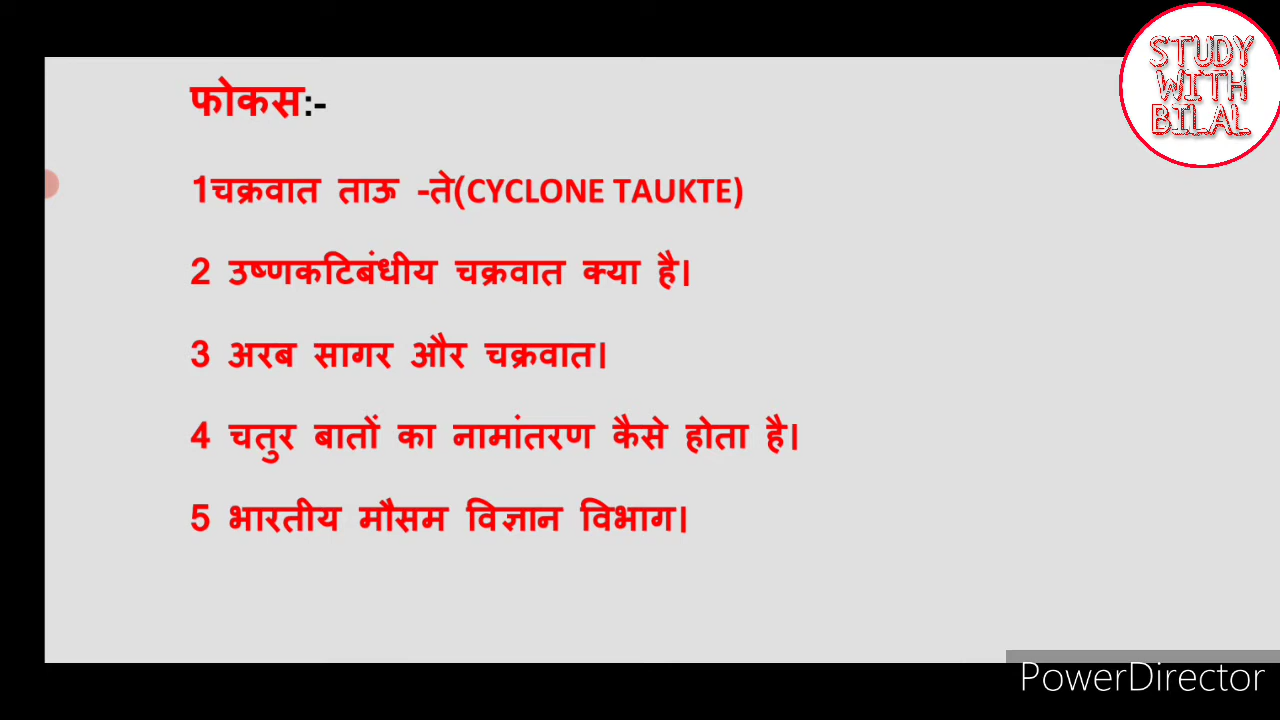 STUDY
WITH
BILAL
फोकस:-
1चक्रवात ताऊ -ते(CYCLONE TAUKTE)
2 उष्णकटिबंधीय चक्रवात क्या है।
3 अरब सागर और चक्रवात।
4 चतुर बातों का नामांतरण कैसे होता है।
5 भारतीय मौसम विज्ञान विभाग।
PowerDirector